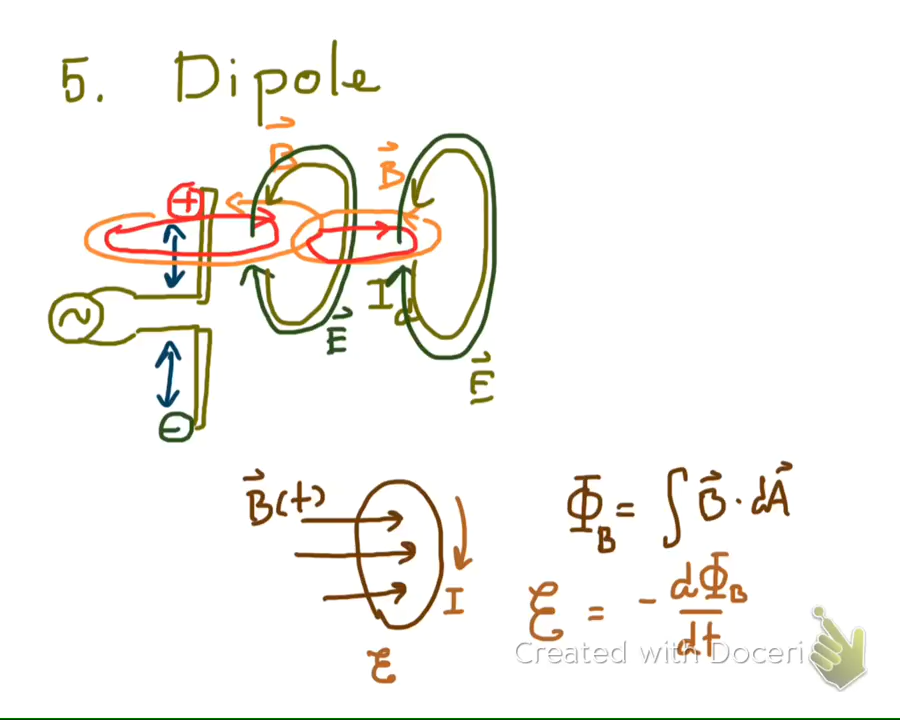 5. Dipole
B⃗
B⃗
+
~
I d
E⃗
E⃗
−
B⃗(t)
Φ_B = ∫ B⃗ · dA⃗
I
ℰ = - dΦ_B / dt
ℰ
Created with Doceri